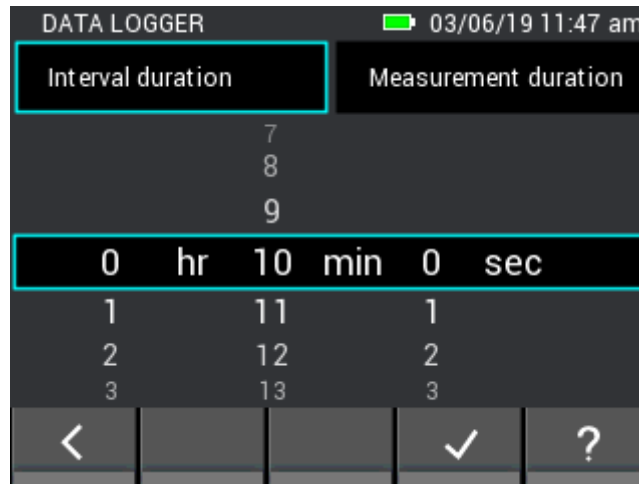 DATA LOGGER 03/06/19 11:47 am
Interval duration Measurement duration
7
8
9
0 hr 10 min 0 sec
1 11 1
2 12 2
3 13 3
?